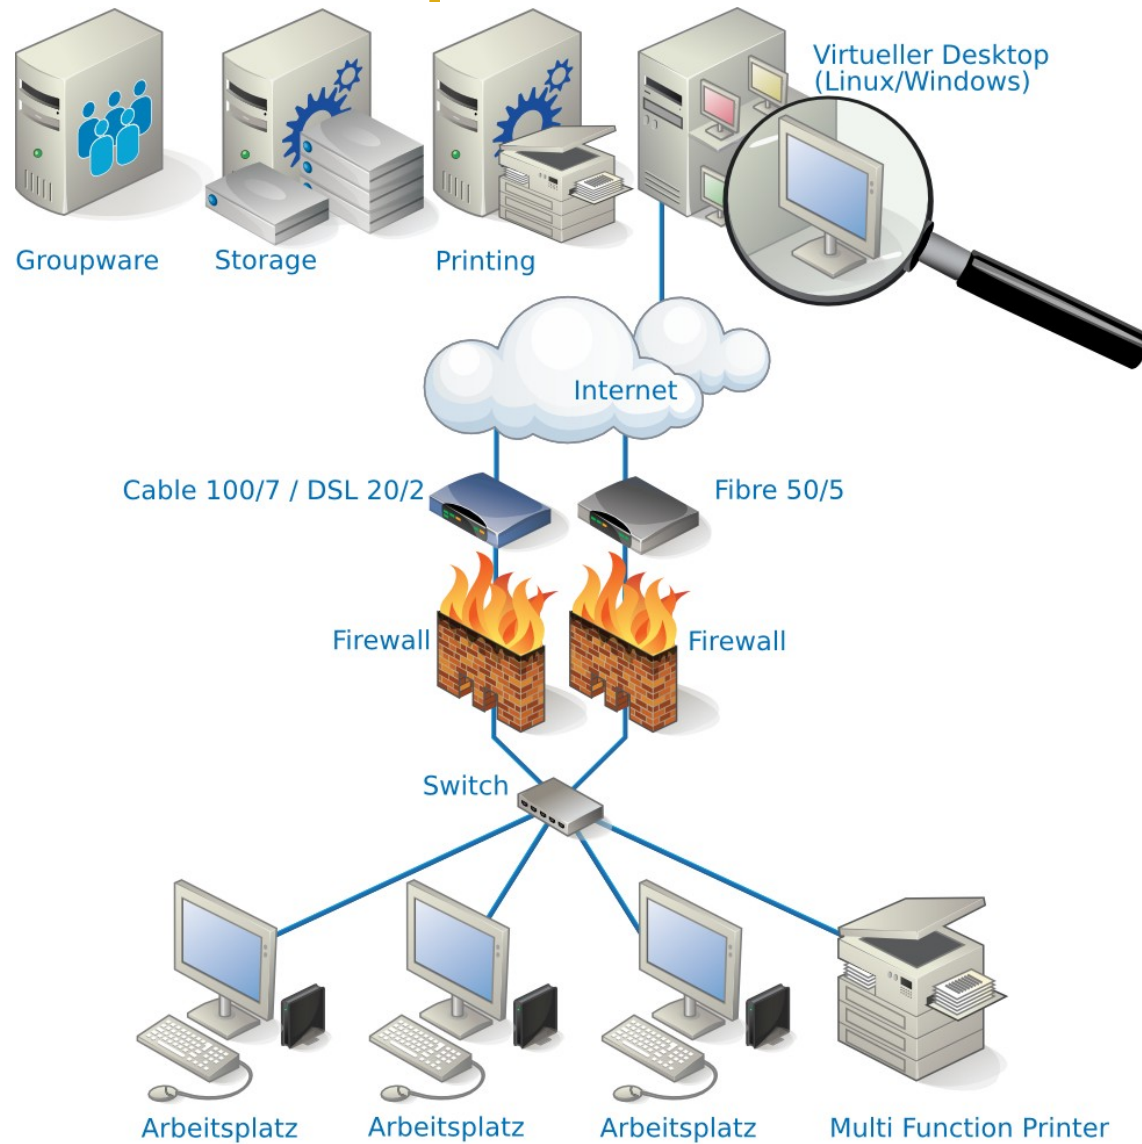 Virtueller Desktop
(Linux/Windows)
Groupware
Storage
Printing
Internet
Cable 100/7 / DSL 20/2
Fibre 50/5
Firewall
Firewall
Switch
Arbeitsplatz
Arbeitsplatz
Arbeitsplatz
Multi Function Printer